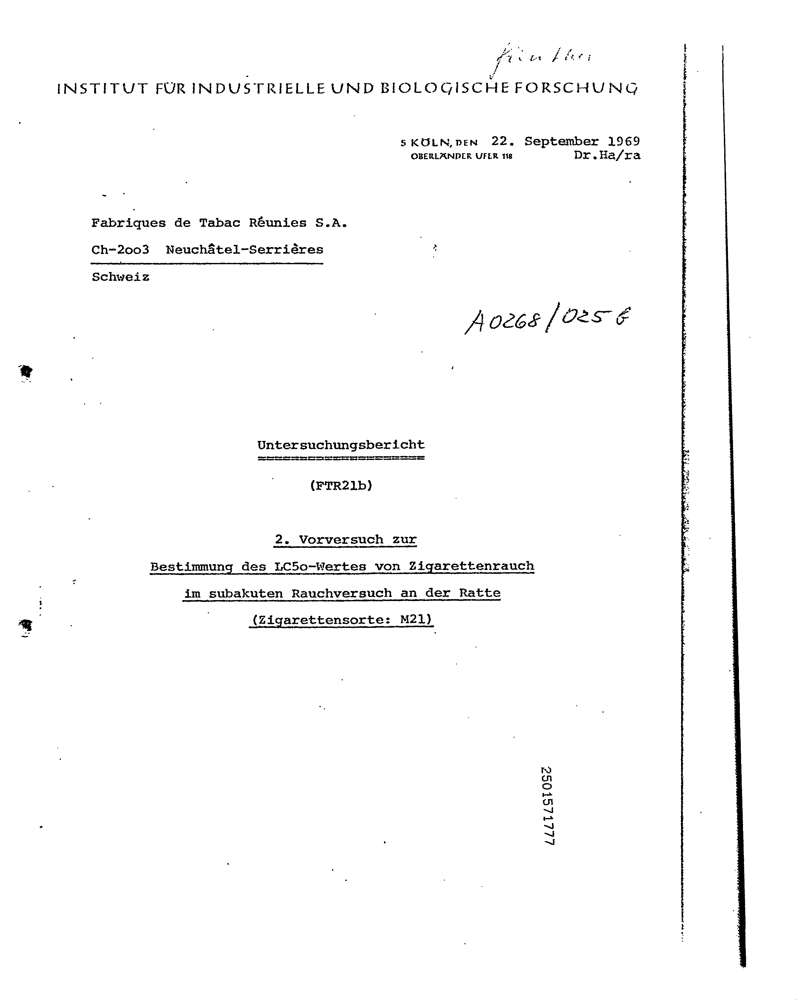 INSTITUT FÜR INDUSTRIELLE UND BIOLOGISCHE FORSCHUNG
5 KÖLN, DEN 22. September 1969
OBERLÄNDER UFER 118 Dr.Ha/ra
Fabriques de Tabac Réunies S.A.
Ch-2oo3 Neuchâtel-Serrières
Schweiz
A0268/025
Untersuchungsbericht
(FTR21b)
2. Vorversuch zur
Bestimmung des LC5o-Wertes von Zigarettenrauch
im subakuten Rauchversuch an der Ratte
(Zigarettensorte: M21)
2501571777